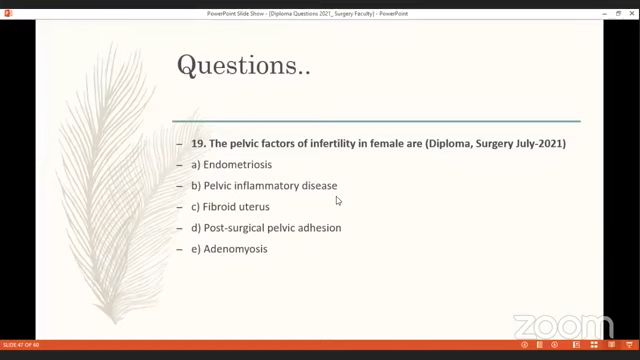 PowerPoint Slide Show - [Diploma Questions 2021_ Surgery Faculty] - PowerPoint
Questions..
– 19. The pelvic factors of infertility in female are (Diploma, Surgery July-2021)
– a) Endometriosis
– b) Pelvic inflammatory disease
– c) Fibroid uterus
– d) Post-surgical pelvic adhesion
– e) Adenomyosis
zoom
SLIDE 47 OF 60